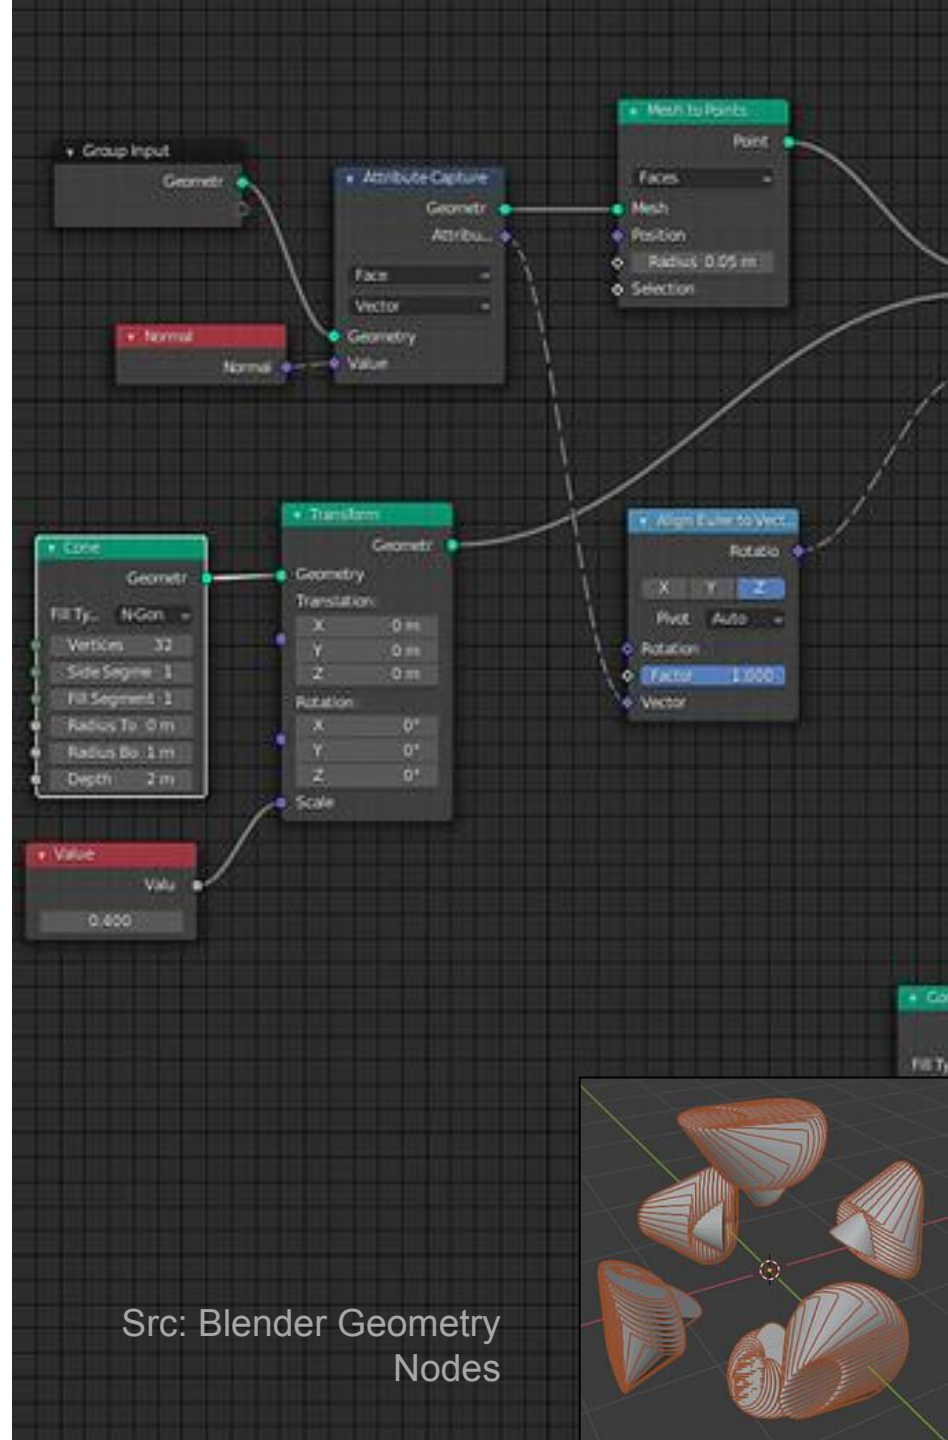 Mesh to Points
Point
Faces
Mesh
Position
Radius 0.05 m
Selection
Group Input
Geometr
Attribute Capture
Geometr
Attribu...
Face
Vector
Geometry
Value
Normal
Normal
Transform
Geometr
Geometry
Translation:
X 0 m
Y 0 m
Z 0 m
Rotation:
X 0°
Y 0°
Z 0°
Scale
Align Euler to Vect...
Rotatio
X Y Z
Pivot Auto
Rotation
Factor 1.000
Vector
Cone
Geometr
Fill Ty... N-Gon
Vertices 32
Side Segme 1
Fill Segment 1
Radius To 0 m
Radius Bo 1 m
Depth 2 m
Value
Valu
0.400
Co
Fill Ty
Src: Blender Geometry
Nodes